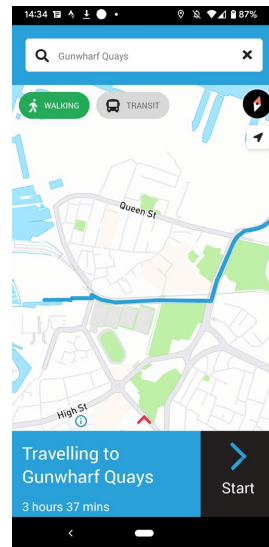 14:34
87%
Gunwharf Quays
WALKING
TRANSIT
Queen St
High St
Travelling to
Gunwharf Quays
3 hours 37 mins
Start